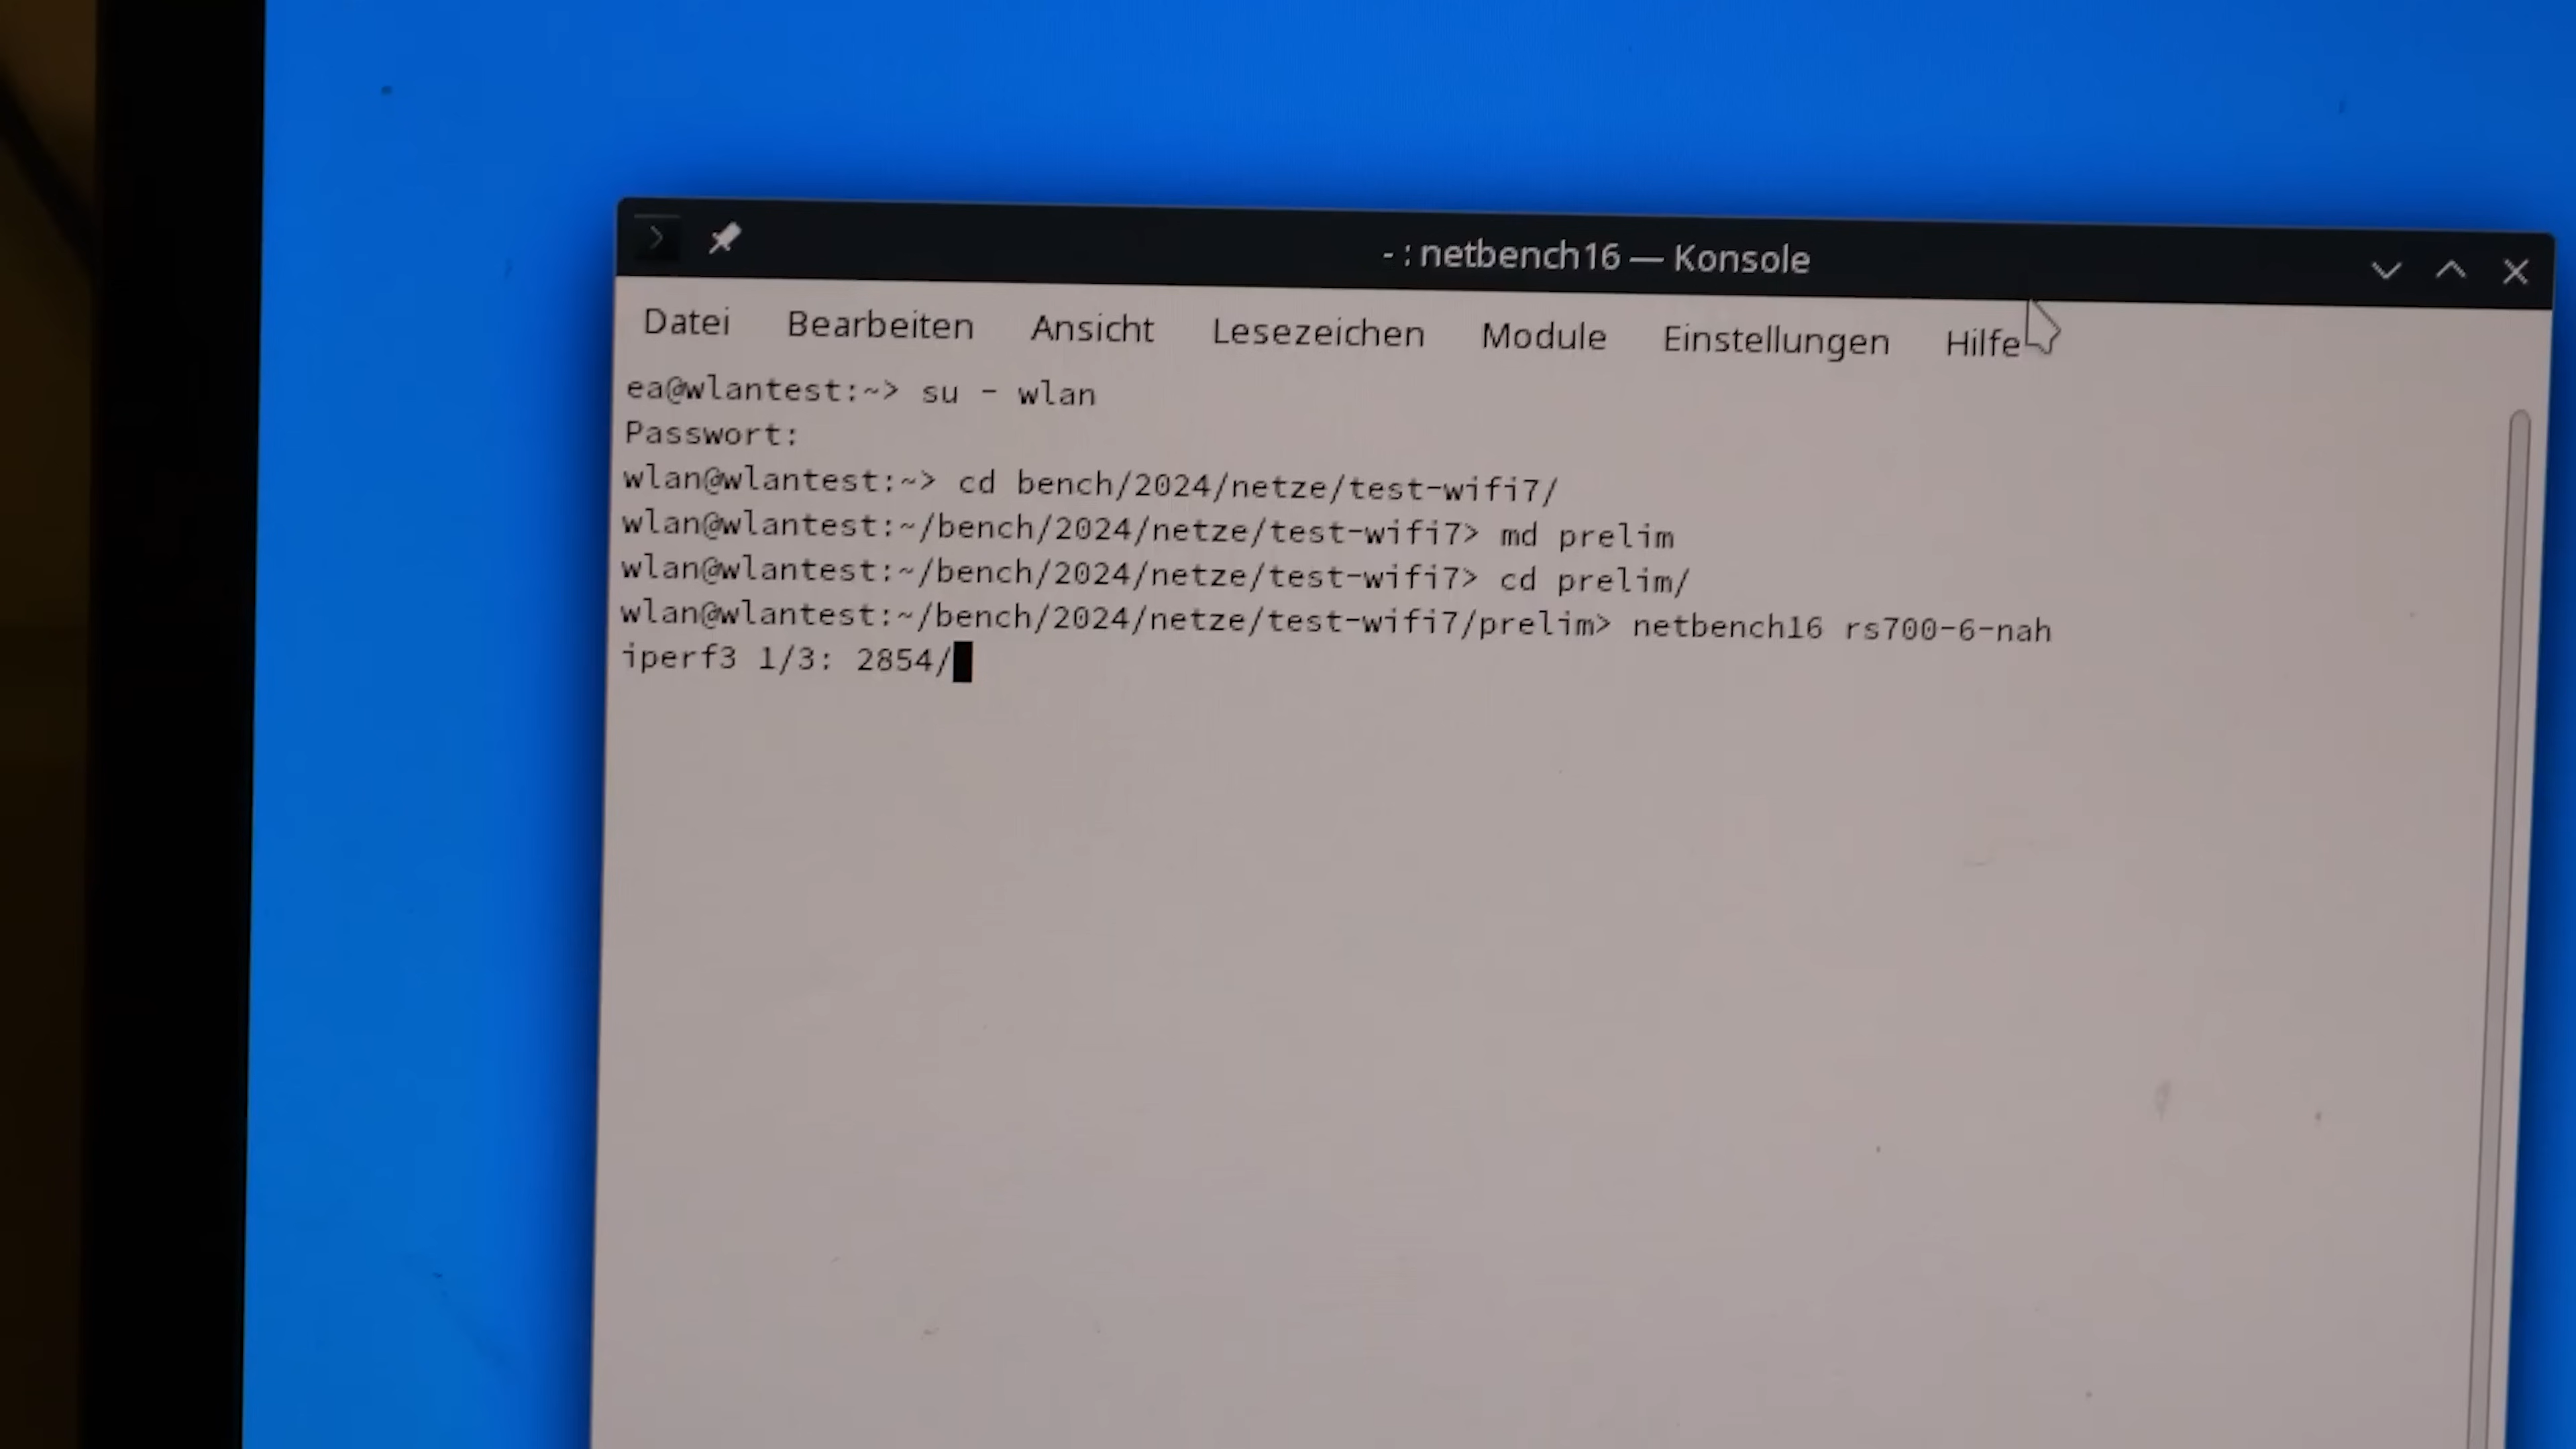 - : netbench16 — Konsole
Datei Bearbeiten Ansicht Lesezeichen Module Einstellungen Hilfe
ea@wlantest:~> su - wlan
Passwort:
wlan@wlantest:~> cd bench/2024/netze/test-wifi7/
wlan@wlantest:~/bench/2024/netze/test-wifi7> md prelim
wlan@wlantest:~/bench/2024/netze/test-wifi7> cd prelim/
wlan@wlantest:~/bench/2024/netze/test-wifi7/prelim> netbench16 rs700-6-nah
iperf3 1/3: 2854/